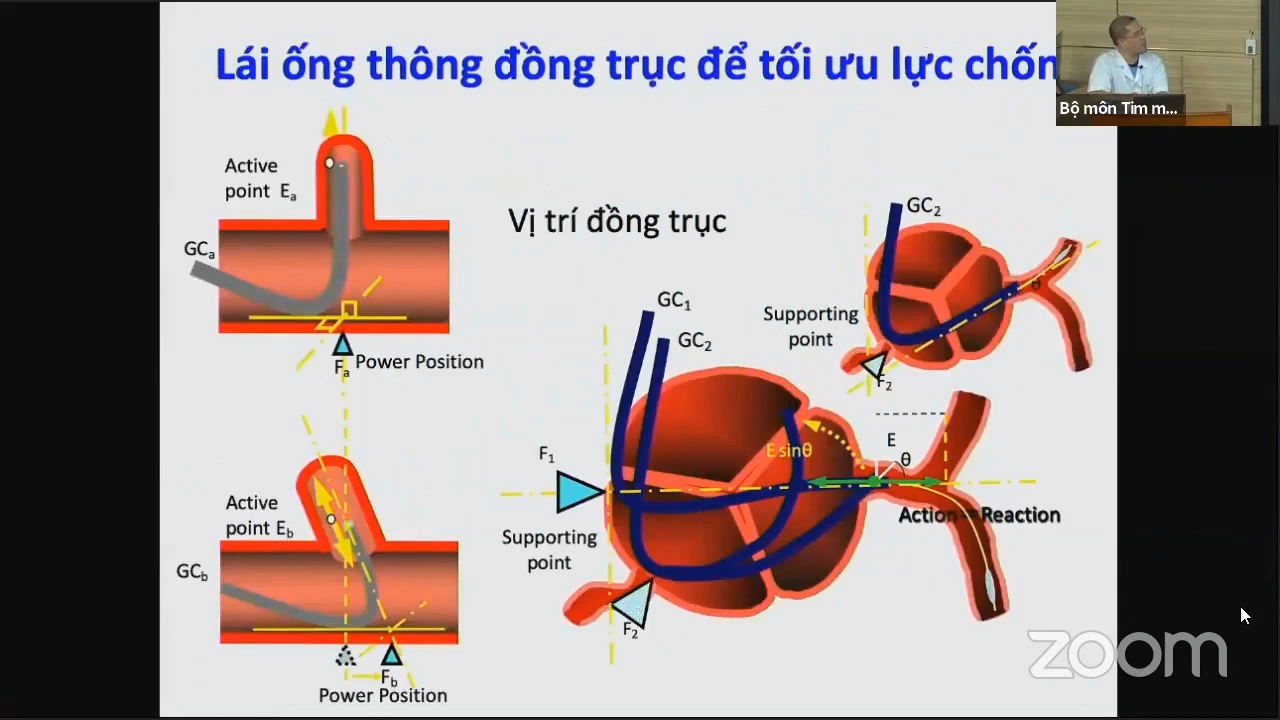 Lái ống thông đồng trục để tối ưu lực chốn
Bộ môn Tim m...
Active
point Ea
GCa
Fa
Power Position
Vị trí đồng trục
GC2
Supporting
point
θ
F2
GC1
GC2
F1
E sinθ
E
θ
Supporting
point
Action = Reaction
F2
Active
point Eb
GCb
Fb
Power Position
zoom